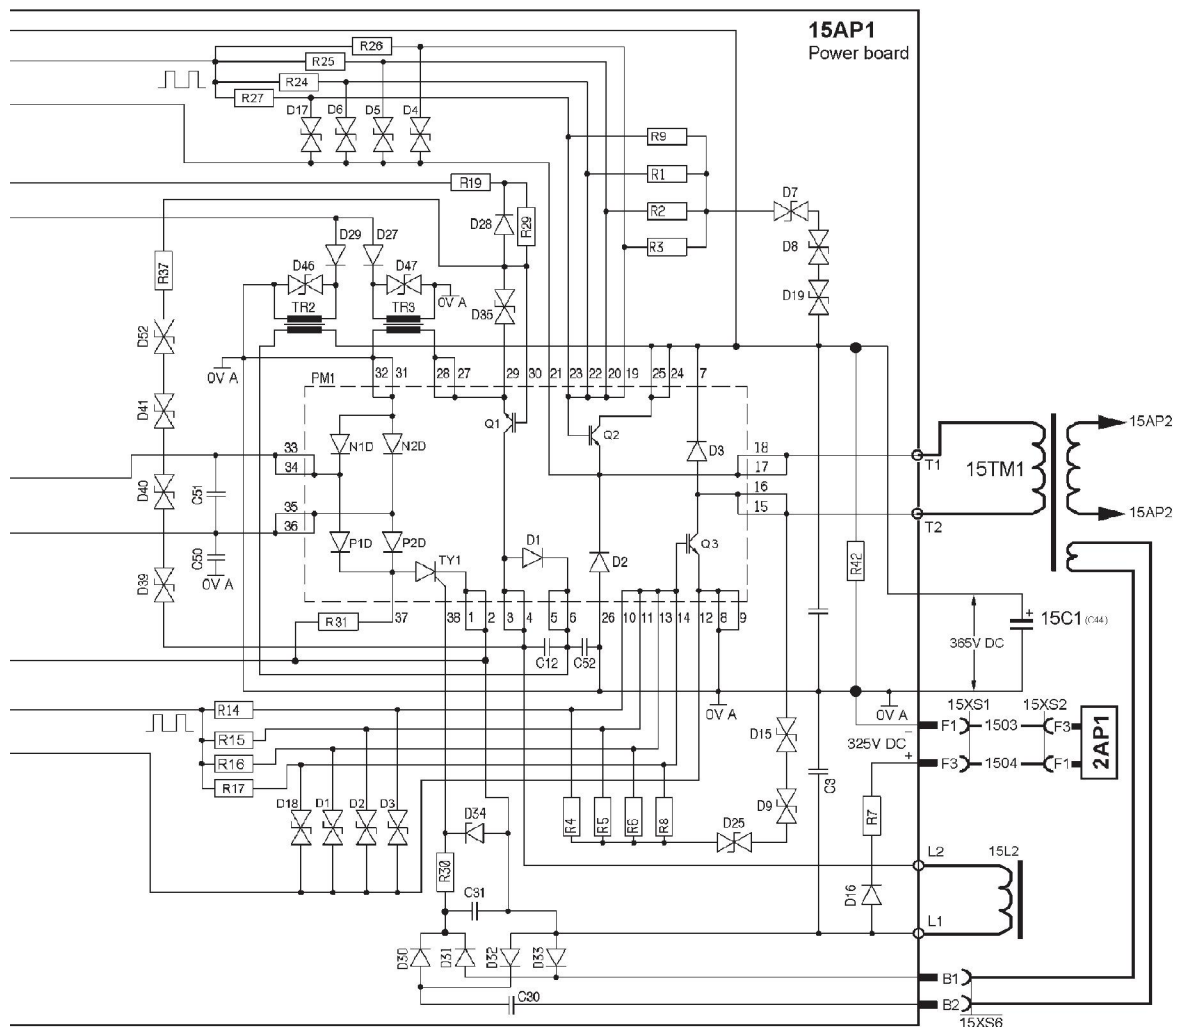 15AP1
Power board
R26
R25
R24
R27
D17
D6
D5
D4
R9
R1
R2
R3
R19
D28
R29
D7
D8
D19
D29
D27
R37
D46
D47
0V A
TR2
TR3
D35
D52
0V A
32 31 28 27 29 30 21 23 22 20 19 25 24 7
PM1
D41
Q1
Q2
N1D
N2D
D3
18
17
16
15
33
34
35
36
T1
15TM1
15AP2
15AP2
T2
D40
C51
C50
0V A
P1D
P2D
TY1
D1
D2
Q3
R42
D39
R31
37
38 1 2 3 4 5 6 26 10 11 13 14 12 8 9
C12
C52
365V DC
+
15C1 (C44)
R14
R15
R16
R17
0V A
0V A
15XS1
15XS2
F1
1503
F3
−
325V DC
+
F3
1504
F1
2AP1
D15
D9
C3
D18
D1
D2
D3
D34
R4
R5
R6
R8
D25
R7
R30
C31
D16
L2
15L2
L1
D30
D31
D32
D33
B1
C30
B2
15XS6